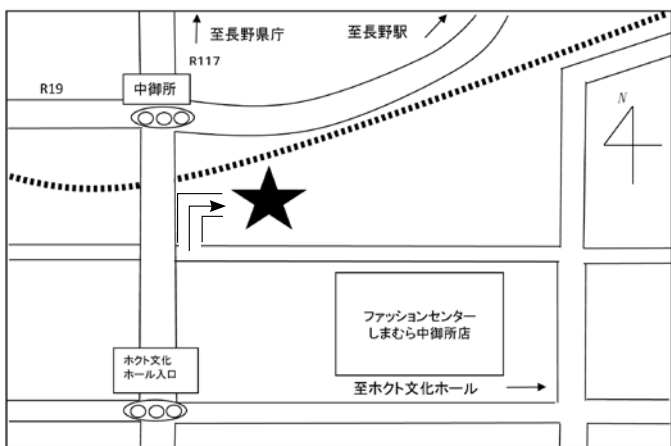 至長野県庁
至長野駅
R117
R19
中御所
N
ファッションセンター
しまむら中御所店
ホクト文化
ホール入口
至ホクト文化ホール